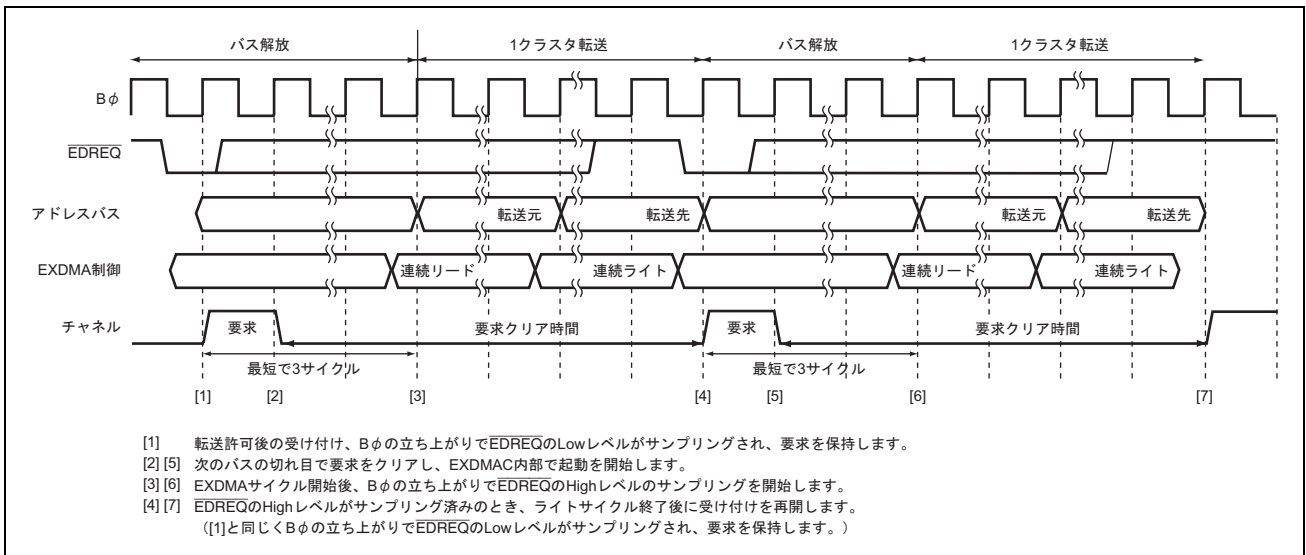 バス解放 1クラスタ転送 バス解放 1クラスタ転送
Bφ
EDREQ
アドレスバス 転送元 転送先 転送元 転送先
EXDMA制御 連続リード 連続ライト 連続リード 連続ライト
チャネル 要求 要求クリア時間 要求 要求クリア時間
最短で3サイクル 最短で3サイクル
[1] [2] [3] [4] [5] [6] [7]
[1] 転送許可後の受け付け、Bφの立ち上がりでEDREQのLowレベルがサンプリングされ、要求を保持します。
[2] [5] 次のバスの切れ目で要求をクリアし、EXDMAC内部で起動を開始します。
[3] [6] EXDMAサイクル開始後、Bφの立ち上がりでEDREQのHighレベルのサンプリングを開始します。
[4] [7] EDREQのHighレベルがサンプリング済みのとき、ライトサイクル終了後に受け付けを再開します。
([1]と同じくBφの立ち上がりでEDREQのLowレベルがサンプリングされ、要求を保持します。)